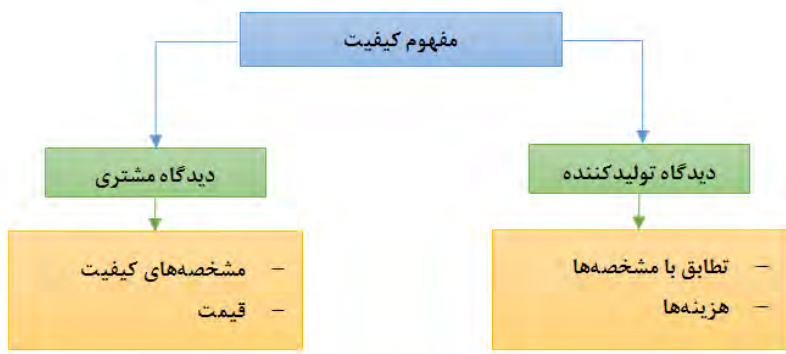 مفهوم کیفیت
دیدگاه تولیدکننده
دیدگاه مشتری
- تطابق با مشخصه‌ها
- هزینه‌ها
- مشخصه‌های کیفیت
- قیمت